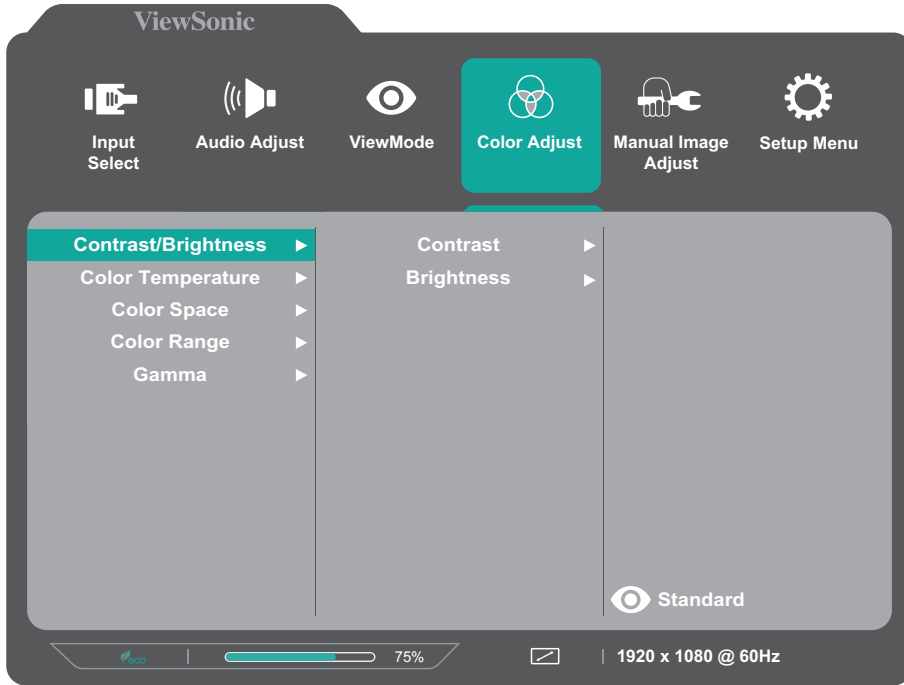 ViewSonic
Input Select
Audio Adjust
ViewMode
Color Adjust
Manual Image Adjust
Setup Menu
Contrast/Brightness
Contrast
Color Temperature
Brightness
Color Space
Color Range
Gamma
Standard
eco
75%
1920 x 1080 @ 60Hz